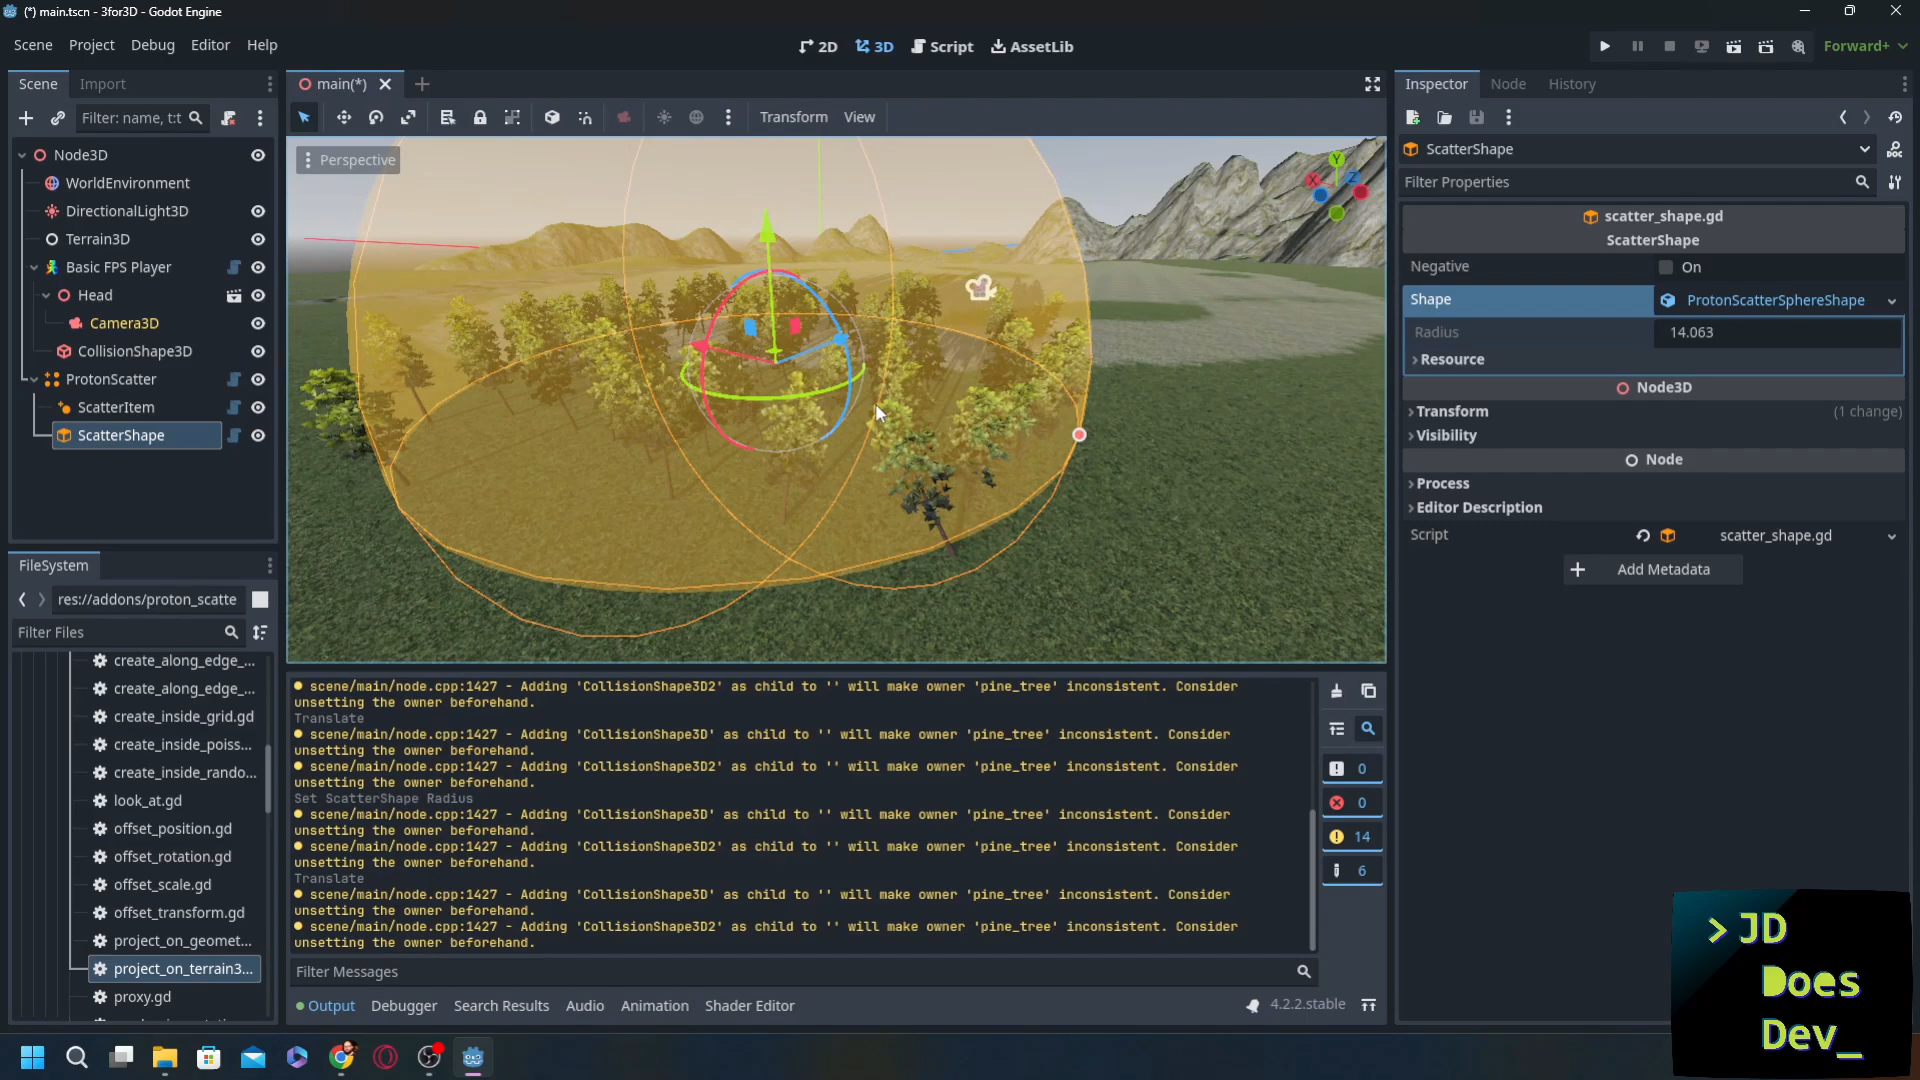 (*) main.tscn - 3for3D - Godot Engine
Scene Project Debug Editor Help
2D 3D Script AssetLib
Forward+
Scene Import
Filter: name, t:t
Node3D
WorldEnvironment
DirectionalLight3D
Terrain3D
Basic FPS Player
Head
Camera3D
CollisionShape3D
ProtonScatter
ScatterItem
ScatterShape
FileSystem
res://addons/proton_scatte
Filter Files
create_along_edge_...
create_along_edge_...
create_inside_grid.gd
create_inside_poiss...
create_inside_rando...
look_at.gd
offset_position.gd
offset_rotation.gd
offset_scale.gd
offset_transform.gd
project_on_geomet...
project_on_terrain3...
proxy.gd
main(*)
Transform View
Perspective
Y
X
Z
scene/main/node.cpp:1427 - Adding 'CollisionShape3D2' as child to '' will make owner 'pine_tree' inconsistent. Consider
unsetting the owner beforehand.
Translate
scene/main/node.cpp:1427 - Adding 'CollisionShape3D' as child to '' will make owner 'pine_tree' inconsistent. Consider
unsetting the owner beforehand.
scene/main/node.cpp:1427 - Adding 'CollisionShape3D2' as child to '' will make owner 'pine_tree' inconsistent. Consider
unsetting the owner beforehand.
Set ScatterShape Radius
scene/main/node.cpp:1427 - Adding 'CollisionShape3D' as child to '' will make owner 'pine_tree' inconsistent. Consider
unsetting the owner beforehand.
scene/main/node.cpp:1427 - Adding 'CollisionShape3D2' as child to '' will make owner 'pine_tree' inconsistent. Consider
unsetting the owner beforehand.
Translate
scene/main/node.cpp:1427 - Adding 'CollisionShape3D' as child to '' will make owner 'pine_tree' inconsistent. Consider
unsetting the owner beforehand.
scene/main/node.cpp:1427 - Adding 'CollisionShape3D2' as child to '' will make owner 'pine_tree' inconsistent. Consider
unsetting the owner beforehand.
0
0
14
6
Filter Messages
Output Debugger Search Results Audio Animation Shader Editor
4.2.2.stable
Inspector Node History
ScatterShape
DOC
Filter Properties
scatter_shape.gd
ScatterShape
Negative On
Shape ProtonScatterSphereShape
Radius 14.063
Resource
Node3D
Transform (1 change)
Visibility
Node
Process
Editor Description
Script scatter_shape.gd
Add Metadata
> JD
Does
Dev_